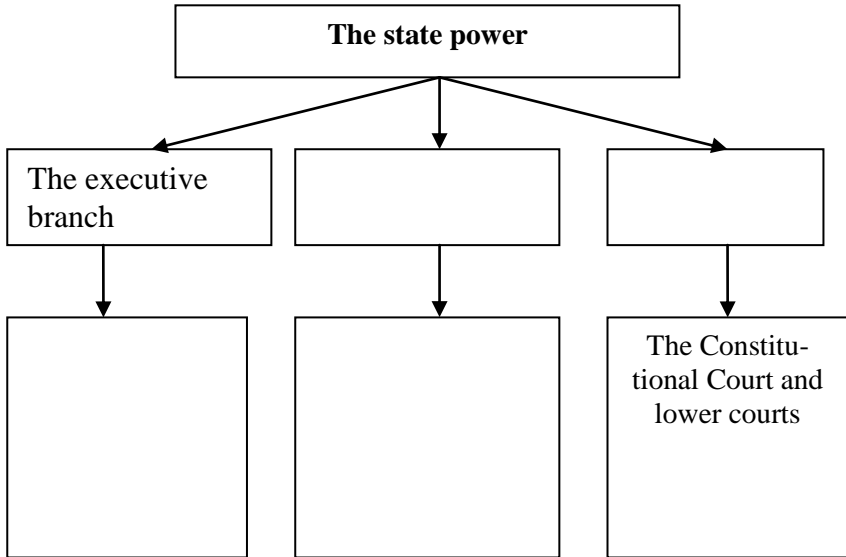 The state power
The executive
branch
The Constitu-
tional Court and
lower courts